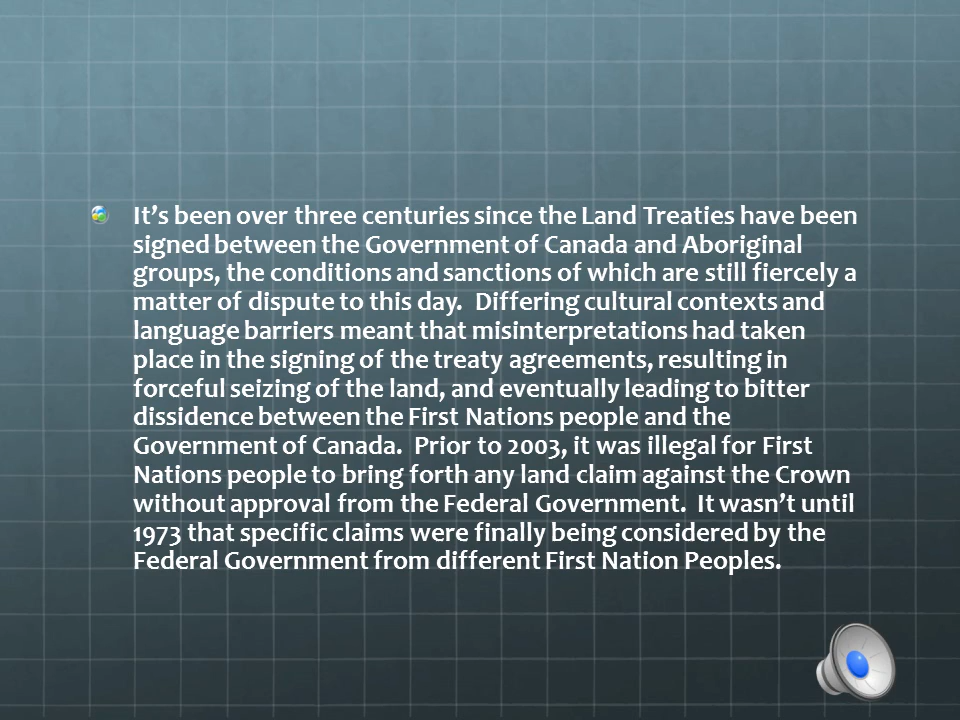 It’s been over three centuries since the Land Treaties have been
signed between the Government of Canada and Aboriginal
groups, the conditions and sanctions of which are still fiercely a
matter of dispute to this day.  Differing cultural contexts and
language barriers meant that misinterpretations had taken
place in the signing of the treaty agreements, resulting in
forceful seizing of the land, and eventually leading to bitter
dissidence between the First Nations people and the
Government of Canada.  Prior to 2003, it was illegal for First
Nations people to bring forth any land claim against the Crown
without approval from the Federal Government.  It wasn’t until
1973 that specific claims were finally being considered by the
Federal Government from different First Nation Peoples.